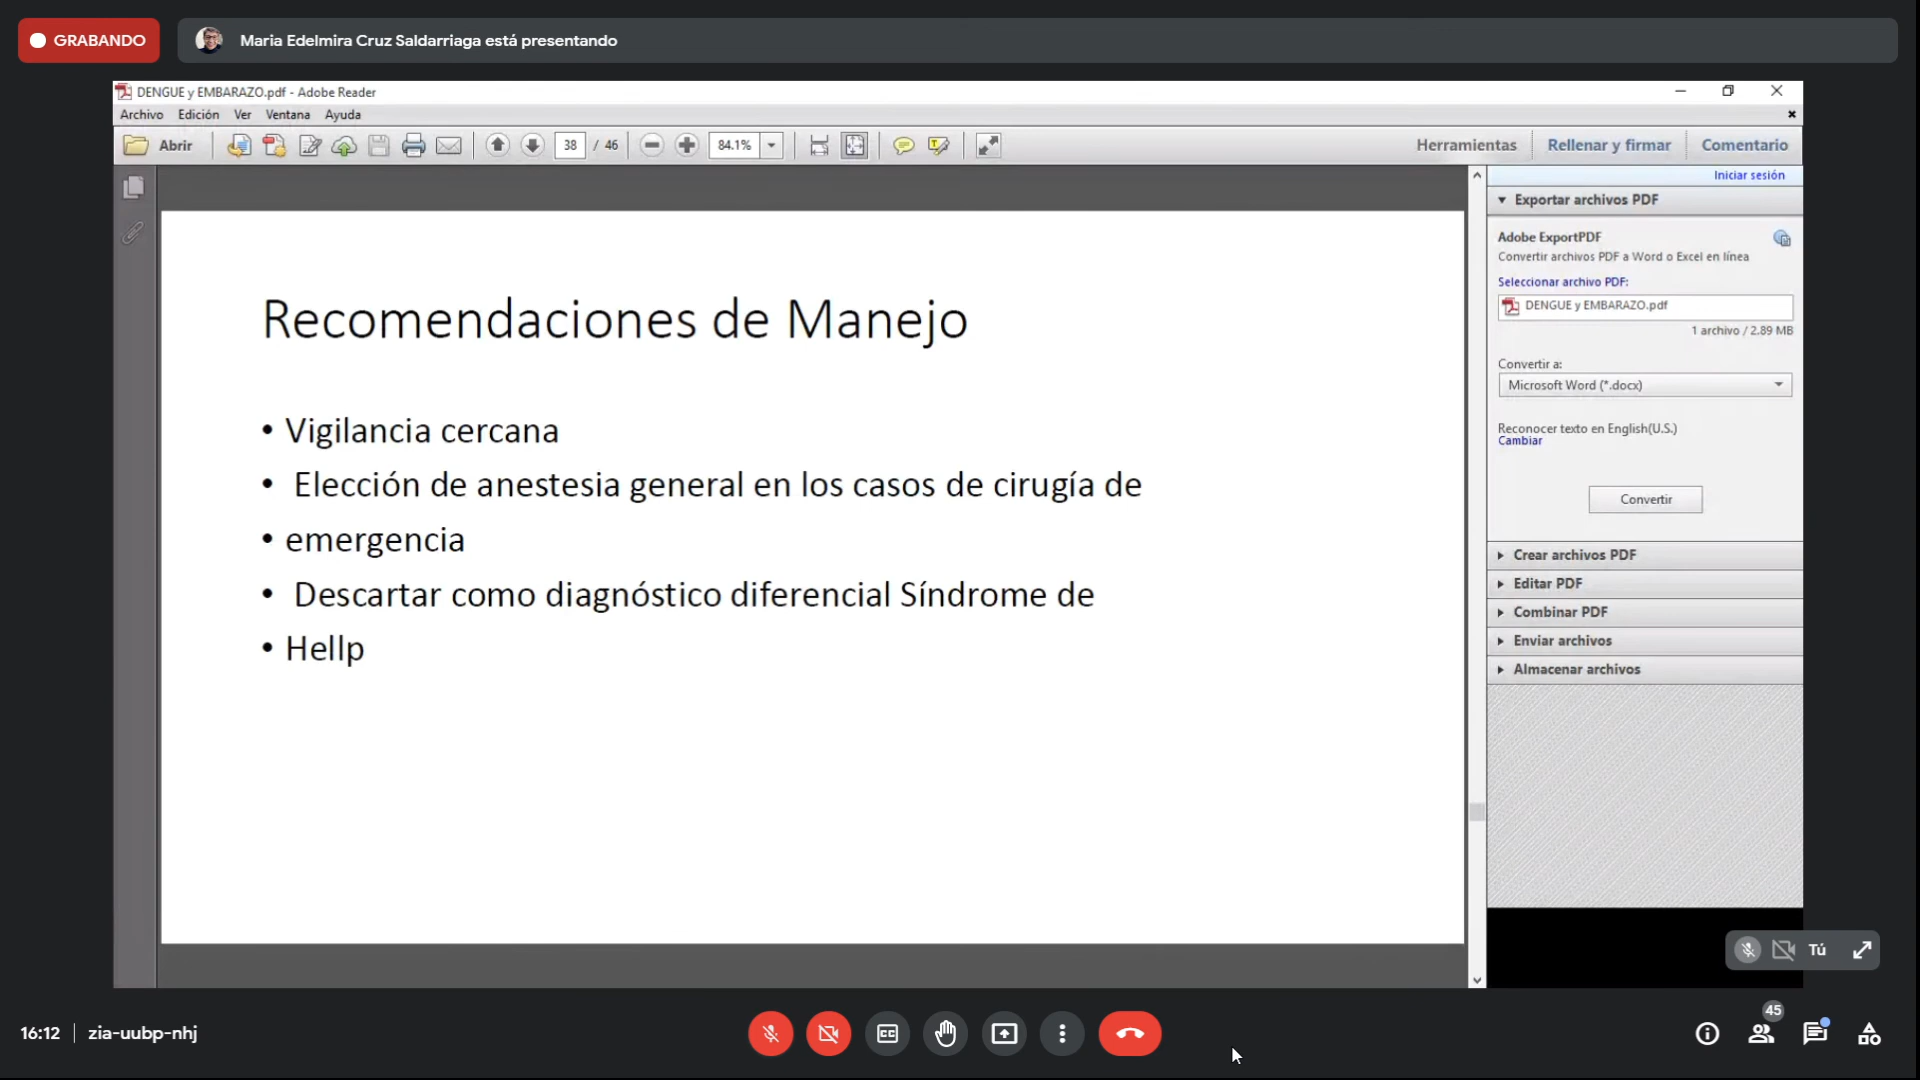 GRABANDO
Maria Edelmira Cruz Saldarriaga está presentando
DENGUE y EMBARAZO.pdf - Adobe Reader
Archivo Edición Ver Ventana Ayuda
Abrir 38 / 46 84.1% Herramientas Rellenar y firmar Comentario
Iniciar sesión
Exportar archivos PDF
Adobe ExportPDF
Convertir archivos PDF a Word o Excel en línea
Seleccionar archivo PDF:
DENGUE y EMBARAZO.pdf
1 archivo / 2.89 MB
Convertir a:
Microsoft Word (*.docx)
Reconocer texto en English(U.S.)
Cambiar
Convertir
Crear archivos PDF
Editar PDF
Combinar PDF
Enviar archivos
Almacenar archivos
Recomendaciones de Manejo
• Vigilancia cercana
• Elección de anestesia general en los casos de cirugía de
• emergencia
• Descartar como diagnóstico diferencial Síndrome de
• Hellp
Tú
16:12 | zia-uubp-nhj
CC
45